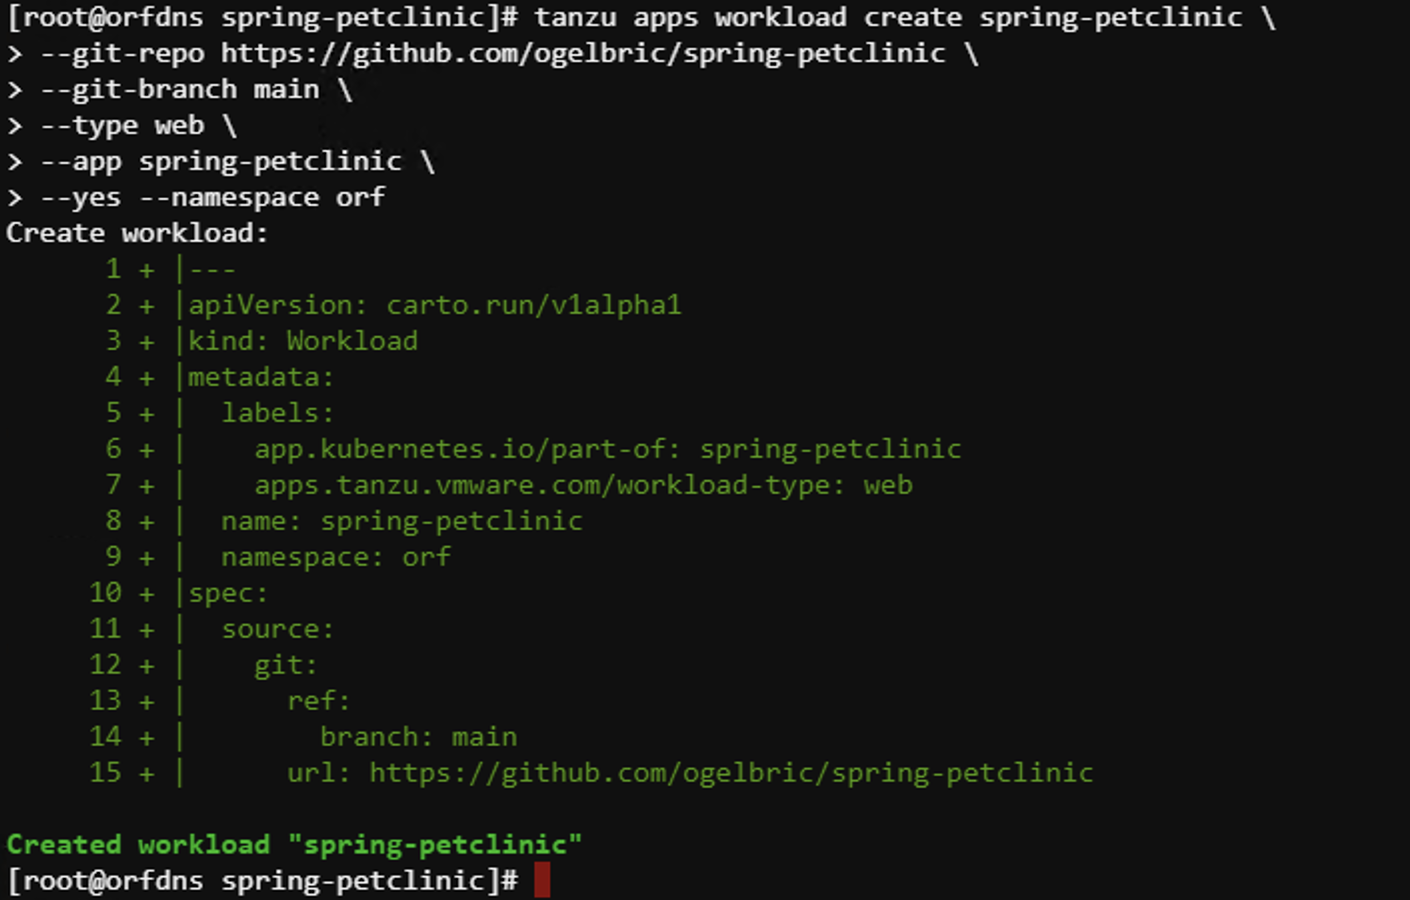 [root@orfdns spring-petclinic]# tanzu apps workload create spring-petclinic \
> --git-repo https://github.com/ogelbric/spring-petclinic \
> --git-branch main \
> --type web \
> --app spring-petclinic \
> --yes --namespace orf
Create workload:
      1 + |---
      2 + |apiVersion: carto.run/v1alpha1
      3 + |kind: Workload
      4 + |metadata:
      5 + |  labels:
      6 + |    app.kubernetes.io/part-of: spring-petclinic
      7 + |    apps.tanzu.vmware.com/workload-type: web
      8 + |  name: spring-petclinic
      9 + |  namespace: orf
     10 + |spec:
     11 + |  source:
     12 + |    git:
     13 + |      ref:
     14 + |        branch: main
     15 + |      url: https://github.com/ogelbric/spring-petclinic

Created workload "spring-petclinic"
[root@orfdns spring-petclinic]#